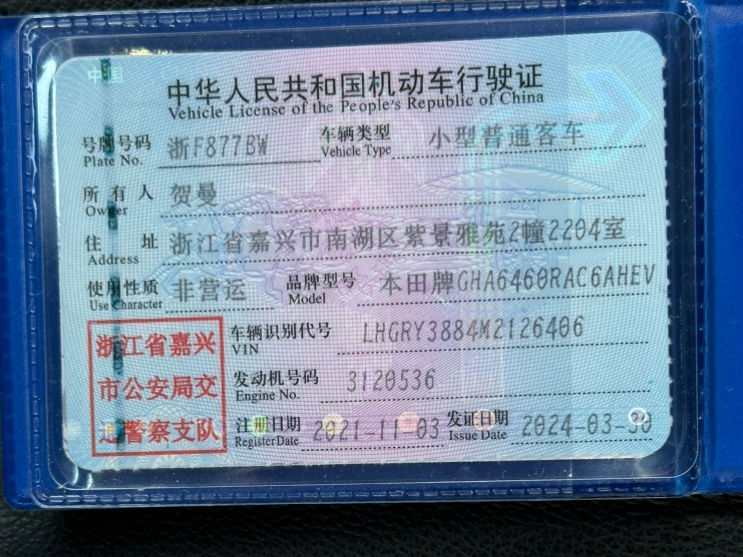 中国
中华人民共和国机动车行驶证
Vehicle License of the People's Republic of China
号牌号码 浙F877BW 车辆类型 小型普通客车
Plate No. Vehicle Type
所有人 贺曼
Owner
住址 浙江省嘉兴市南湖区紫景雅苑2幢2204室
Address
使用性质 非营运 品牌型号 本田牌GHA6460RAC6AHEV
Use Character Model
浙江省嘉兴
市公安局交
通警察支队
车辆识别代号 LHGRY3884M2126406
VIN
发动机号码 3120536
Engine No.
注册日期 2021-11-03 发证日期 2024-03-30
Register Date Issue Date